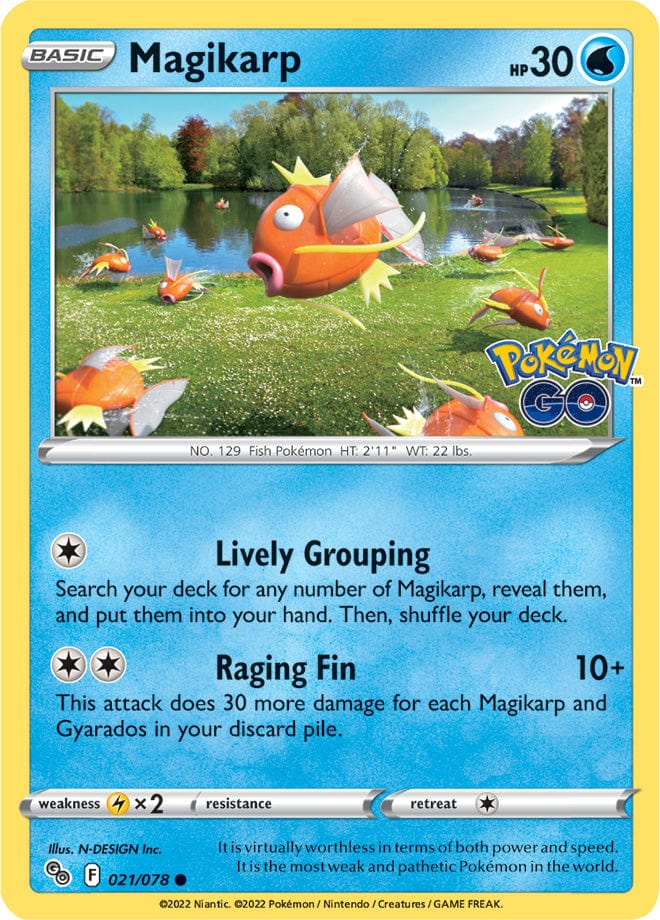 BASIC Magikarp HP 30
Pokémon GO™
NO. 129 Fish Pokémon HT: 2'11" WT: 22 lbs.
Lively Grouping
Search your deck for any number of Magikarp, reveal them,
and put them into your hand. Then, shuffle your deck.
Raging Fin 10+
This attack does 30 more damage for each Magikarp and
Gyarados in your discard pile.
weakness ×2 resistance retreat
Illus. N-DESIGN Inc.
It is virtually worthless in terms of both power and speed.
It is the most weak and pathetic Pokémon in the world.
F 021/078
©2022 Niantic. ©2022 Pokémon / Nintendo / Creatures / GAME FREAK.